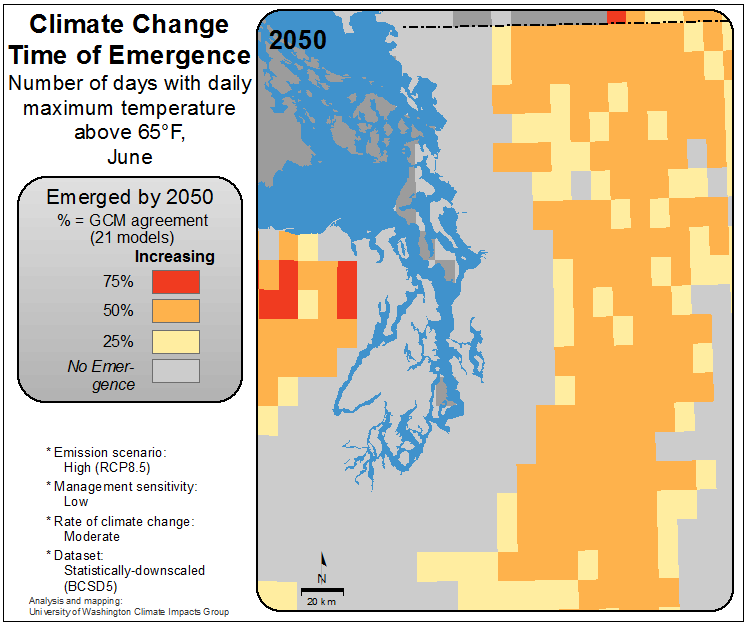 Climate Change
Time of Emergence
Number of days with daily
maximum temperature
above 65°F,
June
2050
Emerged by 2050
% = GCM agreement
(21 models)
Increasing
75%
50%
25%
No Emer-
gence
* Emission scenario:
High (RCP8.5)
* Management sensitivity:
Low
* Rate of climate change:
Moderate
* Dataset:
Statistically-downscaled
(BCSD5)
Analysis and mapping:
University of Washington Climate Impacts Group
N
20 km